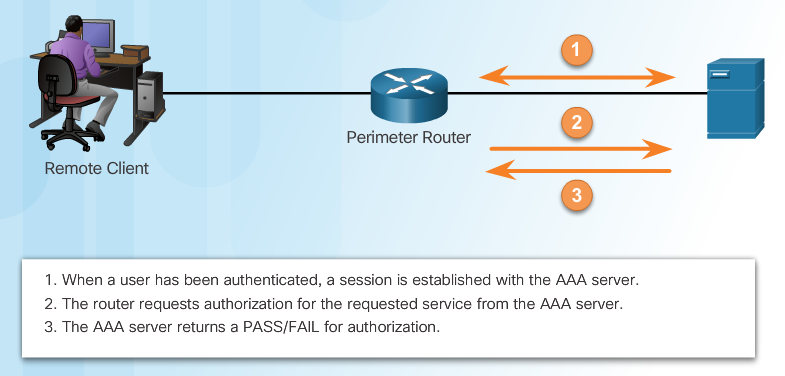 1
2
Perimeter Router
Remote Client
3
1. When a user has been authenticated, a session is established with the AAA server.
2. The router requests authorization for the requested service from the AAA server.
3. The AAA server returns a PASS/FAIL for authorization.